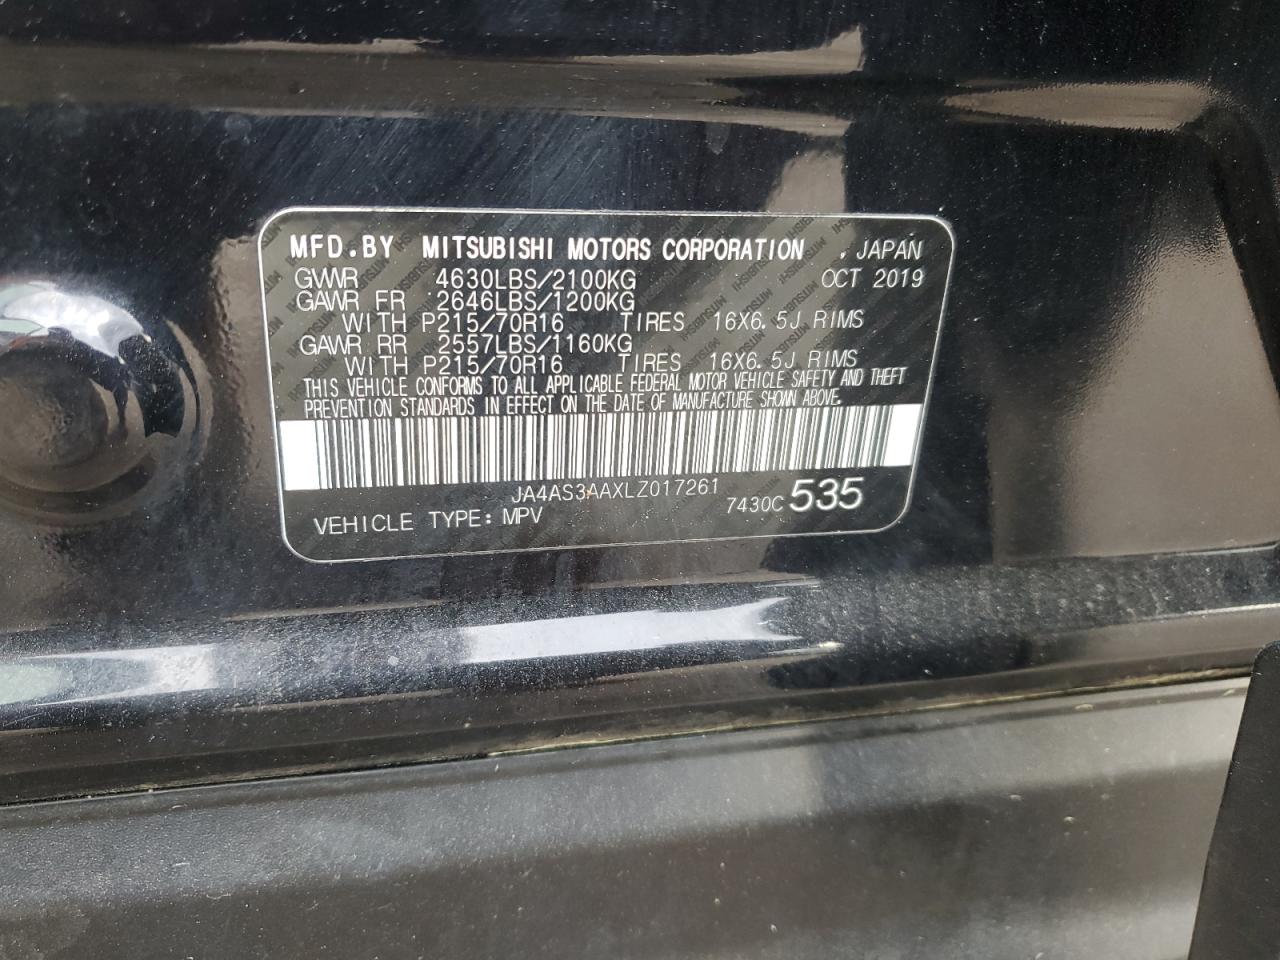 MFD.BY MITSUBISHI MOTORS CORPORATION , JAPAN
GVWR 4630LBS/2100KG OCT 2019
GAWR FR 2646LBS/1200KG
WITH P215/70R16 TIRES 16X6.5J RIMS
GAWR RR 2557LBS/1160KG
WITH P215/70R16 TIRES 16X6.5J RIMS
THIS VEHICLE CONFORMS TO ALL APPLICABLE FEDERAL MOTOR VEHICLE SAFETY AND THEFT
PREVENTION STANDARDS IN EFFECT ON THE DATE OF MANUFACTURE SHOWN ABOVE.
JA4AS3AAXLZ017261
VEHICLE TYPE: MPV 7430C 535